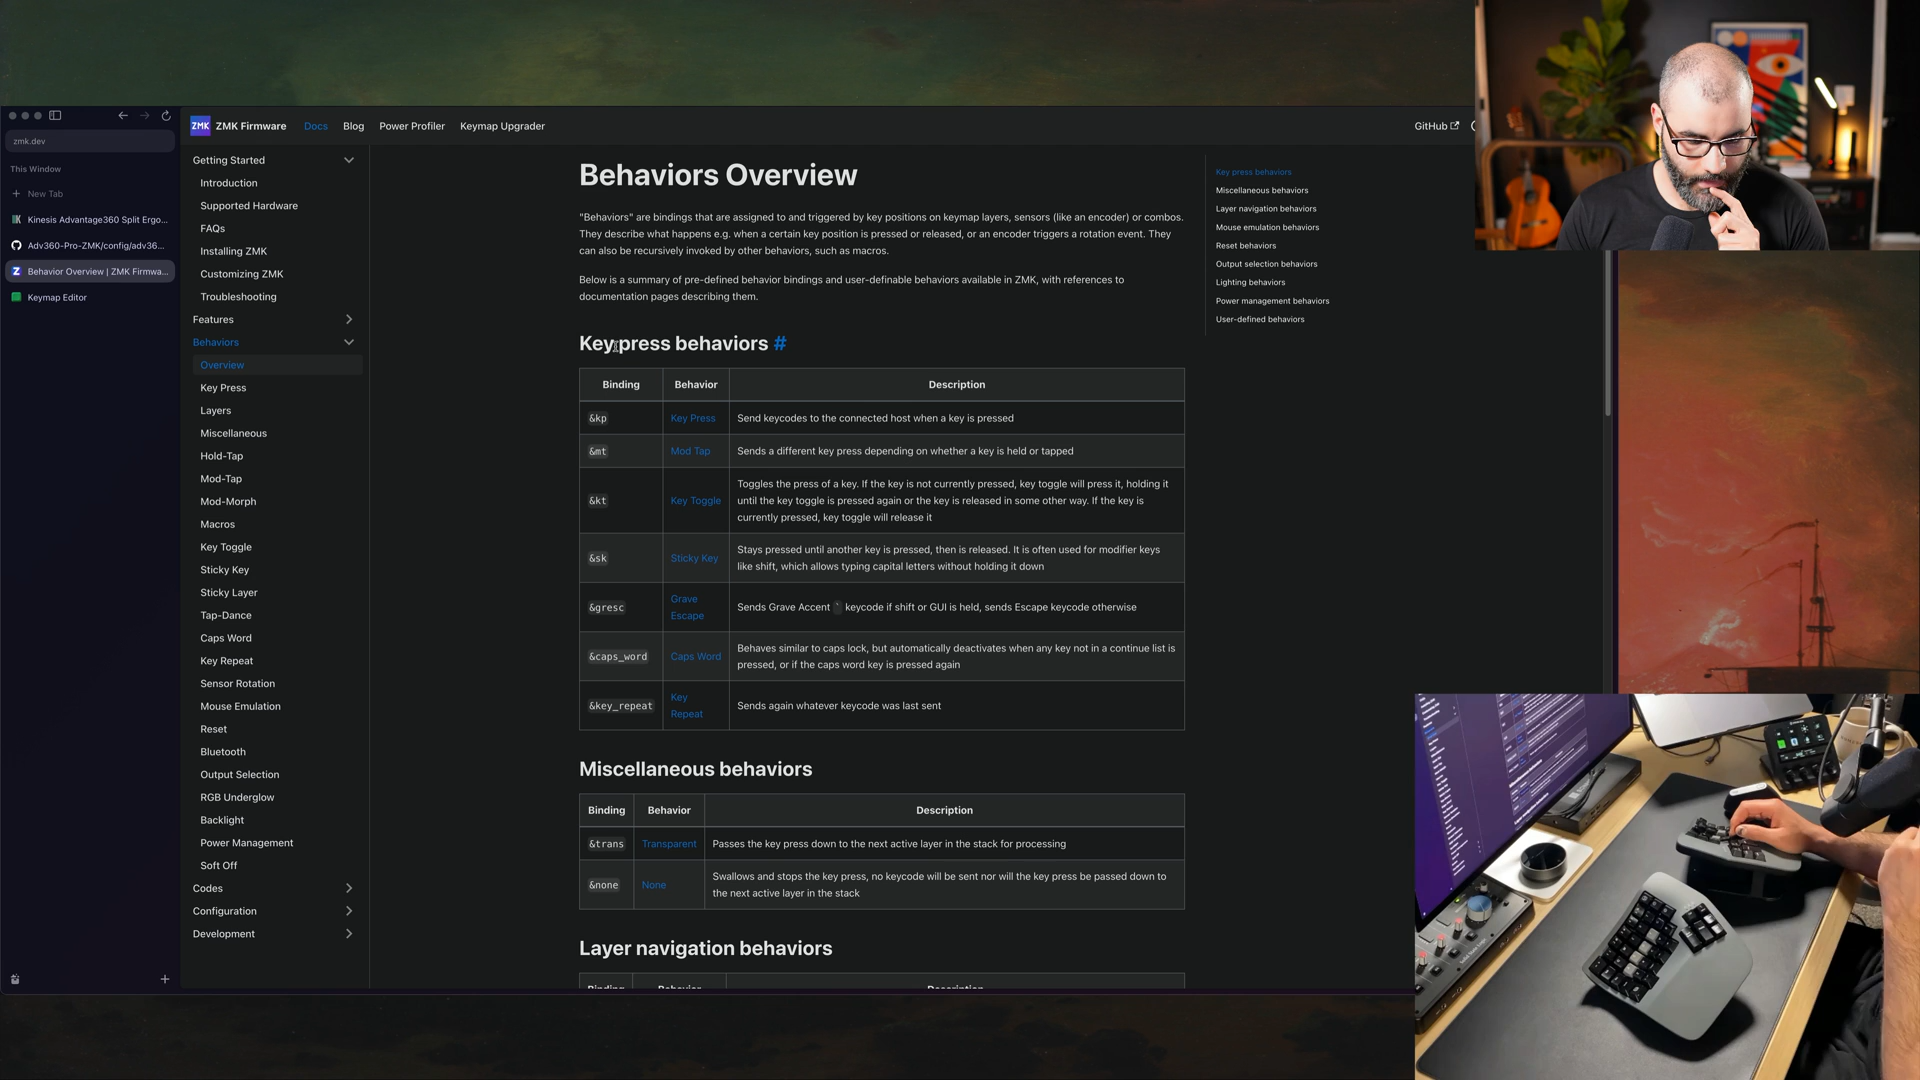 zmk.dev
This Window
New Tab
Kinesis Advantage360 Split Ergo...
Adv360-Pro-ZMK/config/adv36...
Behavior Overview | ZMK Firmwa...
Keymap Editor
ZMK
ZMK Firmware
Docs
Blog
Power Profiler
Keymap Upgrader
GitHub
Getting Started
Introduction
Supported Hardware
FAQs
Installing ZMK
Customizing ZMK
Troubleshooting
Features
Behaviors
Overview
Key Press
Layers
Miscellaneous
Hold-Tap
Mod-Tap
Mod-Morph
Macros
Key Toggle
Sticky Key
Sticky Layer
Tap-Dance
Caps Word
Key Repeat
Sensor Rotation
Mouse Emulation
Reset
Bluetooth
Output Selection
RGB Underglow
Backlight
Power Management
Soft Off
Codes
Configuration
Development
Behaviors Overview
"Behaviors" are bindings that are assigned to and triggered by key positions on keymap layers, sensors (like an encoder) or combos.
They describe what happens e.g. when a certain key position is pressed or released, or an encoder triggers a rotation event. They
can also be recursively invoked by other behaviors, such as macros.
Below is a summary of pre-defined behavior bindings and user-definable behaviors available in ZMK, with references to
documentation pages describing them.
Key press behaviors #
Binding Behavior Description
&kp Key Press Send keycodes to the connected host when a key is pressed
&mt Mod Tap Sends a different key press depending on whether a key is held or tapped
&kt Key Toggle
Toggles the press of a key. If the key is not currently pressed, key toggle will press it, holding it
until the key toggle is pressed again or the key is released in some other way. If the key is
currently pressed, key toggle will release it
&sk Sticky Key
Stays pressed until another key is pressed, then is released. It is often used for modifier keys
like shift, which allows typing capital letters without holding it down
&gresc
Grave
Escape
Sends Grave Accent ` keycode if shift or GUI is held, sends Escape keycode otherwise
&caps_word Caps Word
Behaves similar to caps lock, but automatically deactivates when any key not in a continue list is
pressed, or if the caps word key is pressed again
&key_repeat
Key
Repeat
Sends again whatever keycode was last sent
Miscellaneous behaviors
Binding Behavior Description
&trans Transparent Passes the key press down to the next active layer in the stack for processing
&none None
Swallows and stops the key press, no keycode will be sent nor will the key press be passed down to
the next active layer in the stack
Layer navigation behaviors
Binding Behavior Description
Key press behaviors
Miscellaneous behaviors
Layer navigation behaviors
Mouse emulation behaviors
Reset behaviors
Output selection behaviors
Lighting behaviors
Power management behaviors
User-defined behaviors